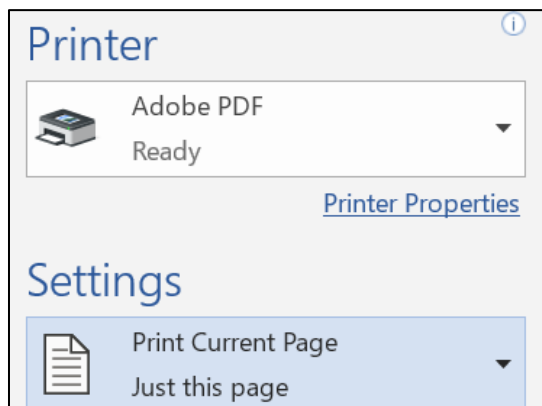 Printer
Adobe PDF
Ready
Printer Properties
Settings
Print Current Page
Just this page